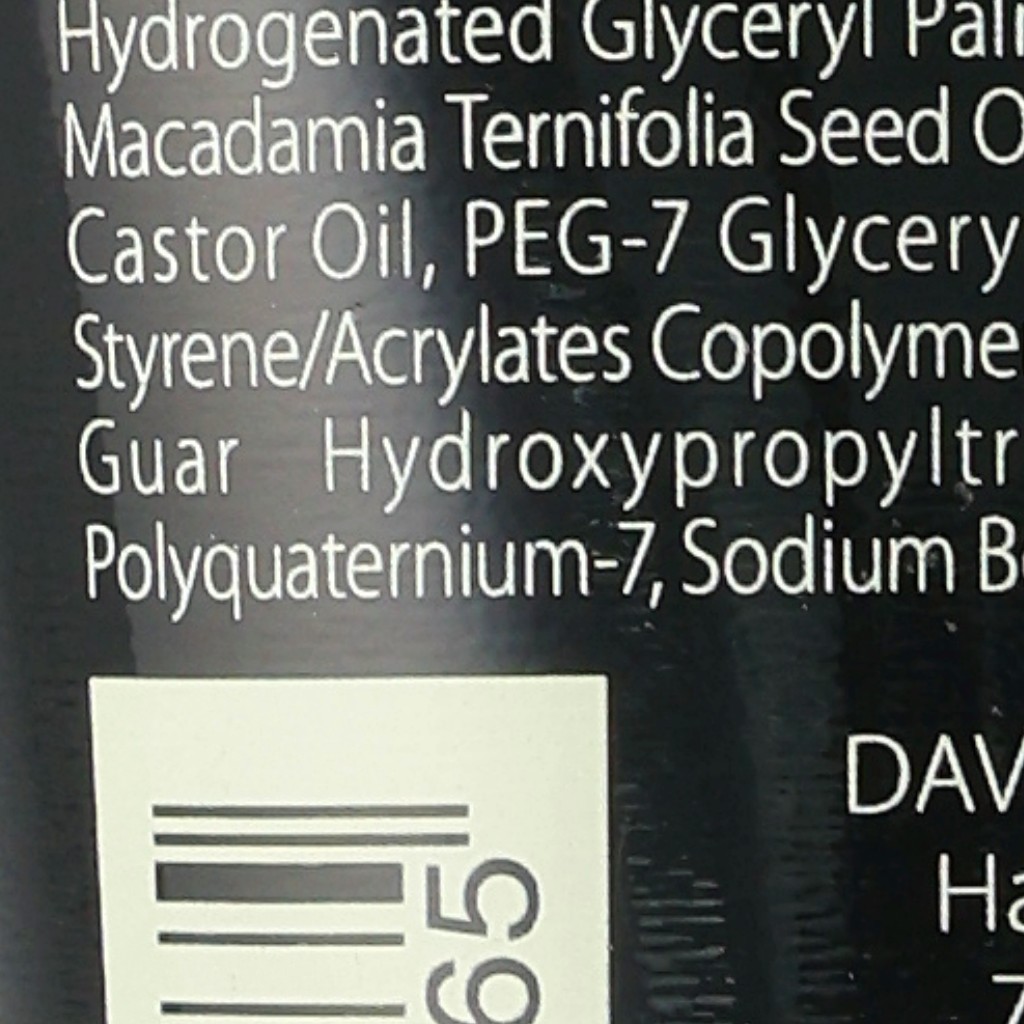 Hydrogenated Glyceryl Pal
Macadamia Ternifolia Seed O
Castor Oil, PEG-7 Glycery
Styrene/Acrylates Copolyme
Guar Hydroxypropyltr
Polyquaternium-7, Sodium B
DAV
Ha
7
65